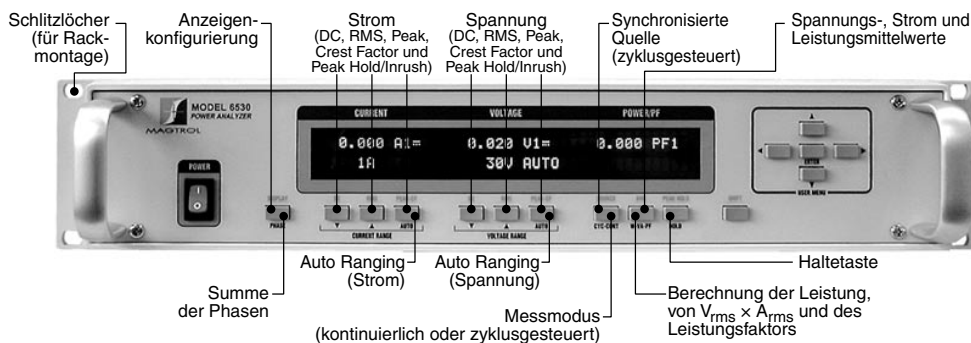 Schlitzlöcher
(für Rack-
montage)
Anzeigen-
konfigurierung
Strom
(DC, RMS, Peak,
Crest Factor und
Peak Hold/Inrush)
Spannung
(DC, RMS, Peak,
Crest Factor und
Peak Hold/Inrush)
Synchronisierte
Quelle
(zyklusgesteuert)
Spannungs-, Strom und
Leistungsmittelwerte
MODEL 6530
POWER ANALYZER
MAGTROL
CURRENT
VOLTAGE
POWER/PF
0.000 A1=
0.020 V1=
0.000 PF1
1A
30V AUTO
POWER
ENTER
USER MENU
PHASE
AUTO
CURRENT RANGE
AUTO
VOLTAGE RANGE
CYC-CONT
W-VA-PF
PEAK HOLD
HOLD
SHIFT
Summe
der Phasen
Auto Ranging
(Strom)
Auto Ranging
(Spannung)
Messmodus
(kontinuierlich oder zyklusgesteuert)
Haltetaste
Berechnung der Leistung,
von Vrms × Arms und des
Leistungsfaktors